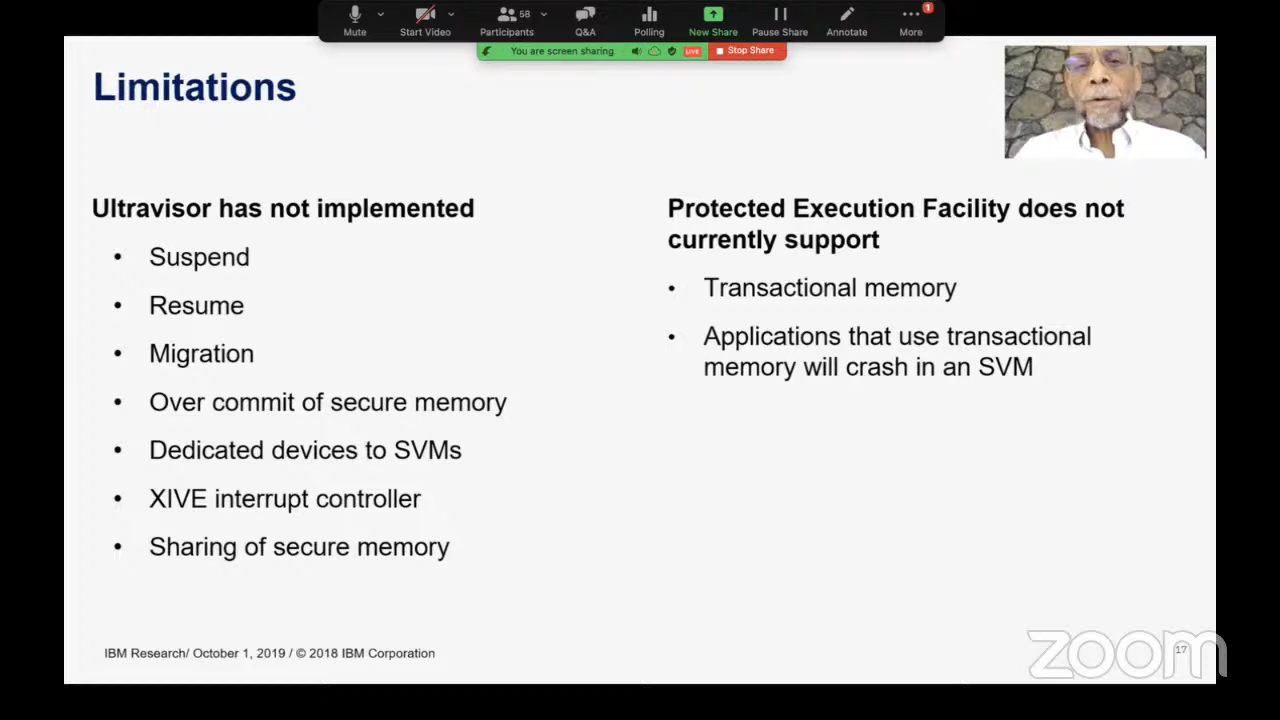 58
1
Mute
Start Video
Participants
Q&A
Polling
New Share
Pause Share
Annotate
More
You are screen sharing
LIVE
Stop Share
Limitations
Ultravisor has not implemented
• Suspend
• Resume
• Migration
• Over commit of secure memory
• Dedicated devices to SVMs
• XIVE interrupt controller
• Sharing of secure memory
Protected Execution Facility does not
currently support
• Transactional memory
• Applications that use transactional
memory will crash in an SVM
IBM Research/ October 1, 2019 / © 2018 IBM Corporation
17
zoom